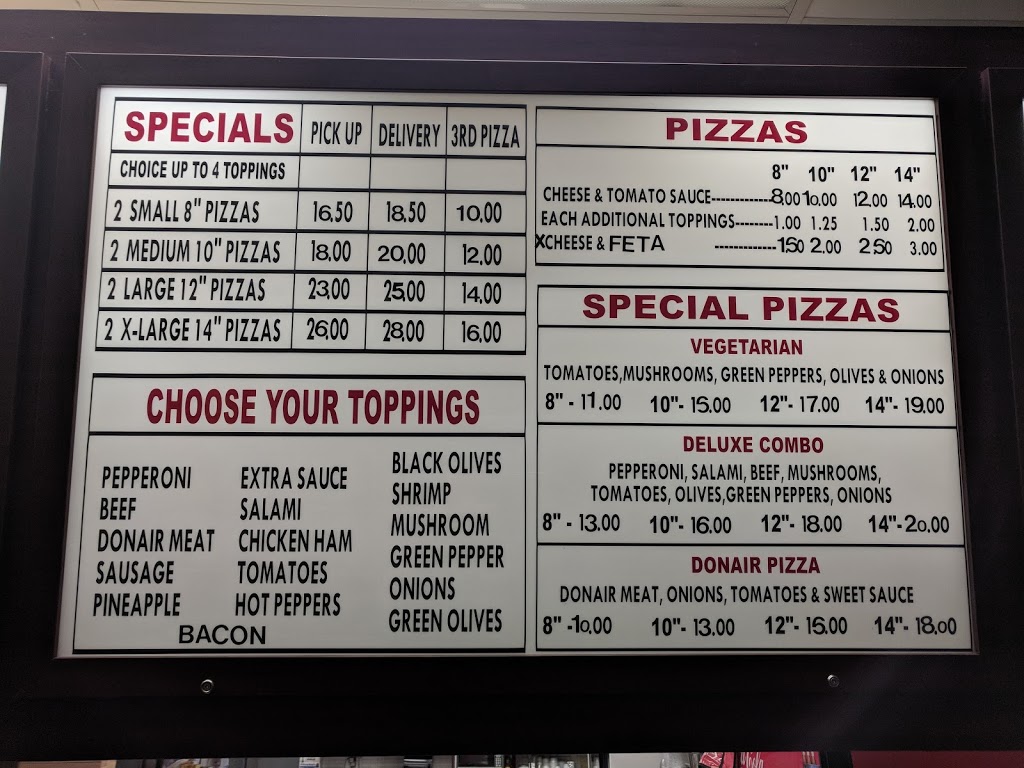 SPECIALS PICK UP DELIVERY 3RD PIZZA
CHOICE UP TO 4 TOPPINGS
2 SMALL 8" PIZZAS 16.50 18.50 10.00
2 MEDIUM 10" PIZZAS 18.00 20.00 12.00
2 LARGE 12" PIZZAS 23.00 25.00 14.00
2 X-LARGE 14" PIZZAS 26.00 28.00 16.00
CHOOSE YOUR TOPPINGS
PEPPERONI
BEEF
DONAIR MEAT
SAUSAGE
PINEAPPLE
EXTRA SAUCE
SALAMI
CHICKEN HAM
TOMATOES
HOT PEPPERS
BLACK OLIVES
SHRIMP
MUSHROOM
GREEN PEPPER
ONIONS
GREEN OLIVES
BACON
PIZZAS
8" 10" 12" 14"
CHEESE & TOMATO SAUCE-------------8.00 10.00 12.00 14.00
EACH ADDITIONAL TOPPINGS--------1.00 1.25 1.50 2.00
XCHEESE & FETA -------------1.50 2.00 2.50 3.00
SPECIAL PIZZAS
VEGETARIAN
TOMATOES,MUSHROOMS, GREEN PEPPERS, OLIVES & ONIONS
8" - 11.00 10"- 15.00 12"- 17.00 14"- 19.00
DELUXE COMBO
PEPPERONI, SALAMI, BEEF, MUSHROOMS,
TOMATOES, OLIVES,GREEN PEPPERS, ONIONS
8" - 13.00 10"- 16.00 12"- 18.00 14"-20.00
DONAIR PIZZA
DONAIR MEAT, ONIONS, TOMATOES & SWEET SAUCE
8" -10.00 10"- 13.00 12"- 15.00 14"- 18.00